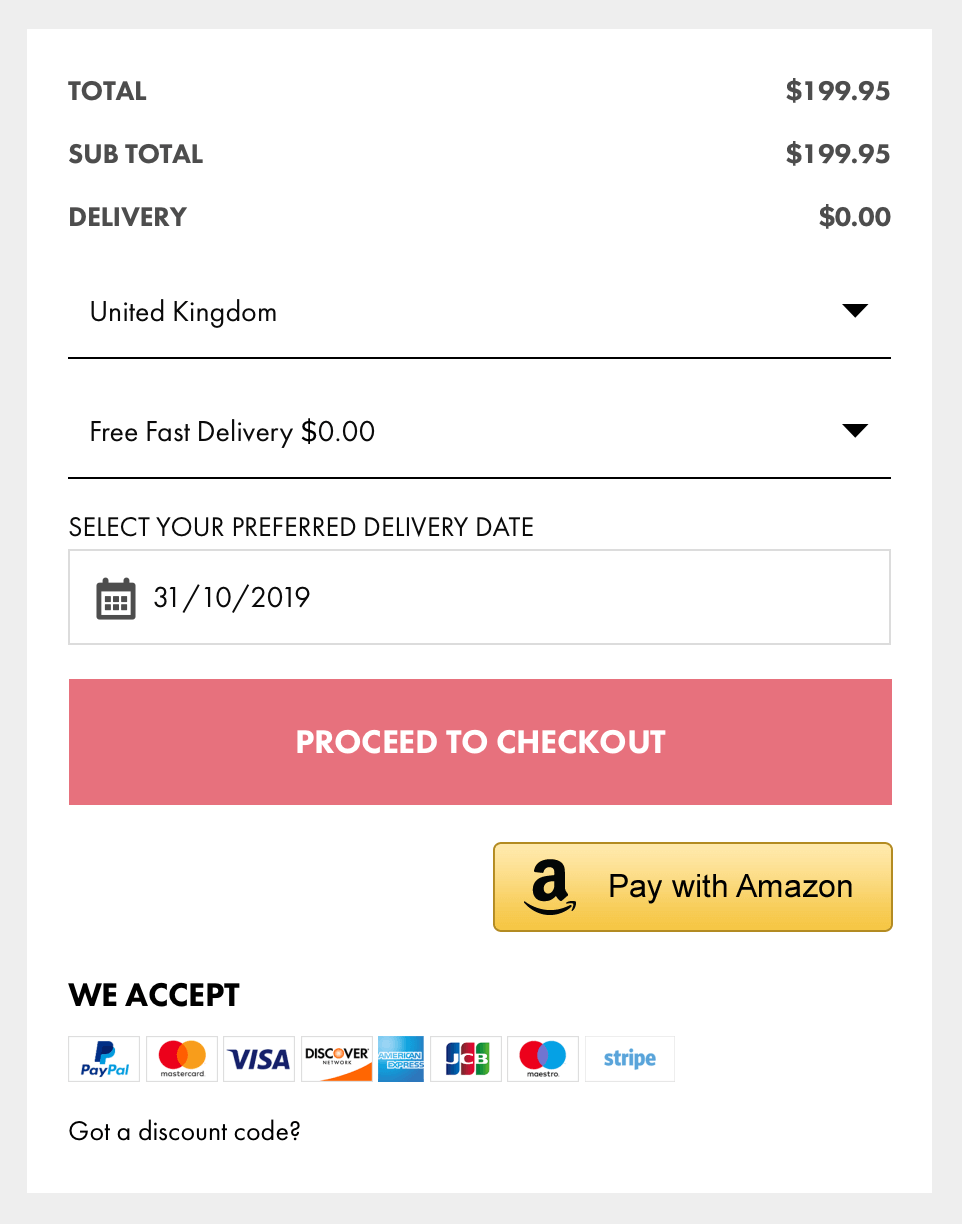 TOTAL $199.95
SUB TOTAL $199.95
DELIVERY $0.00
United Kingdom
Free Fast Delivery $0.00
SELECT YOUR PREFERRED DELIVERY DATE
31/10/2019
PROCEED TO CHECKOUT
a Pay with Amazon
WE ACCEPT
PayPal mastercard. VISA DISCOVER NETWORK AMERICAN EXPRESS JCB maestro. stripe
Got a discount code?